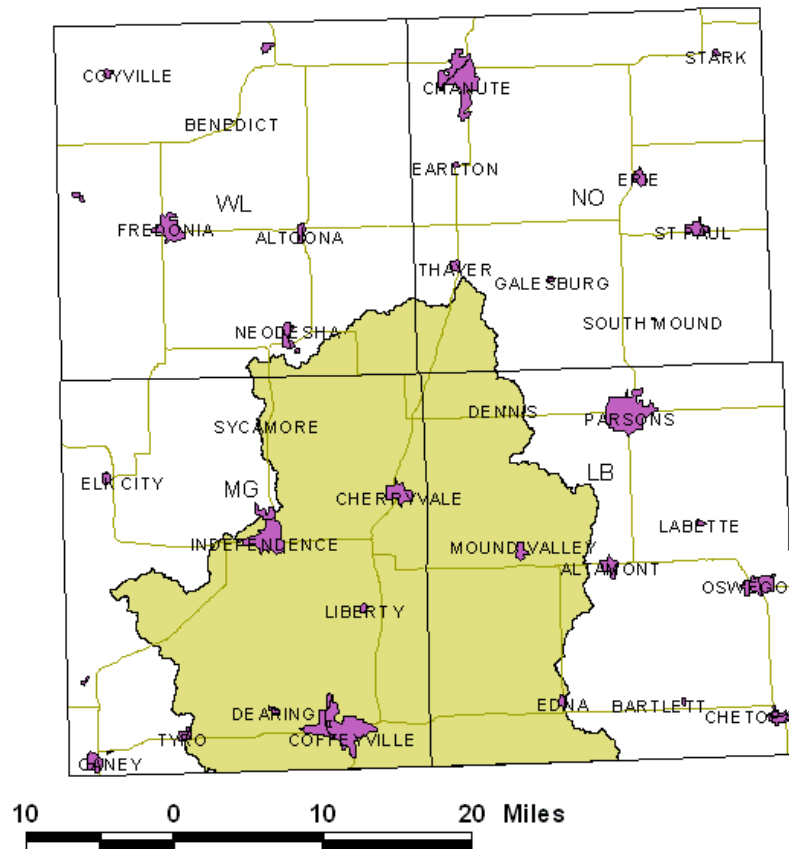 COYVILLE
STARK
CHANUTE
BENEDICT
EARLTON
ERIE
WL
NO
FREDONIA
ALTOONA
ST PAUL
THAYER
GALESBURG
SOUTH MOUND
NEODESHA
DENNIS
PARSONS
SYCAMORE
LB
ELK CITY
MG
CHERRYVALE
LABETTE
INDEPENDENCE
MOUND VALLEY
ALTAMONT
OSWEGO
LIBERTY
EDNA
BARTLETT
DEARING
CHETOP
TYRO
COFFEYVILLE
CANEY
10 0 10 20 Miles